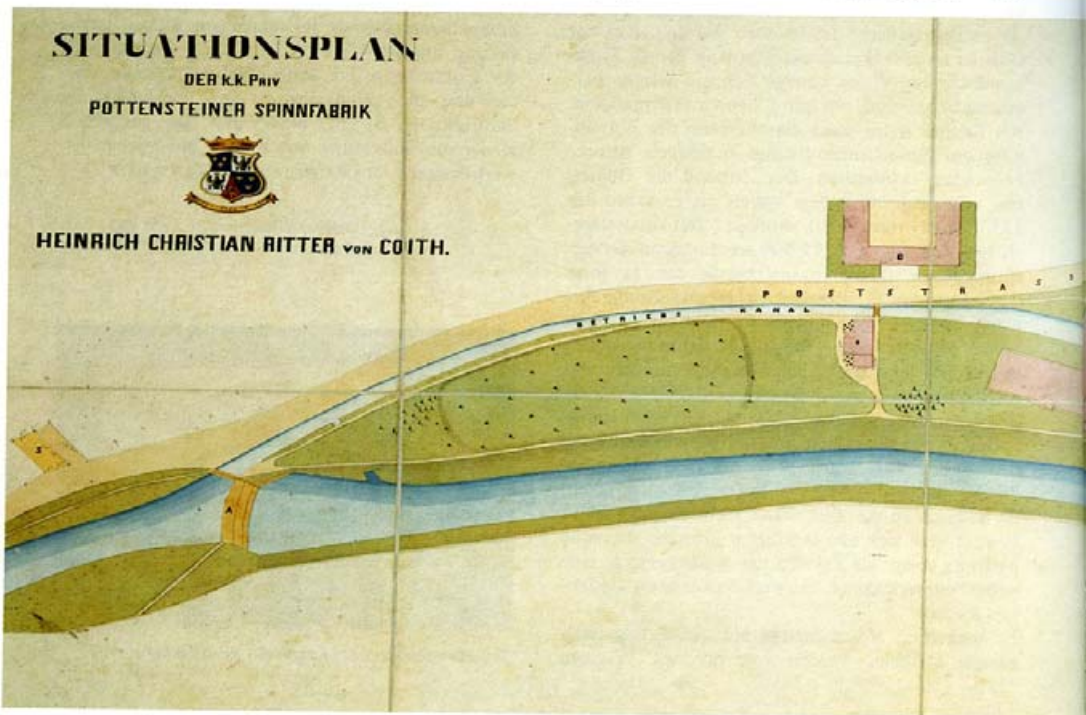 SITUATIONSPLAN
DER k.k. PRIV
POTTENSTEINER SPINNFABRIK
HEINRICH CHRISTIAN RITTER VON COITH.
POSTSTRASS
BETRIEBS KANAL
S
A